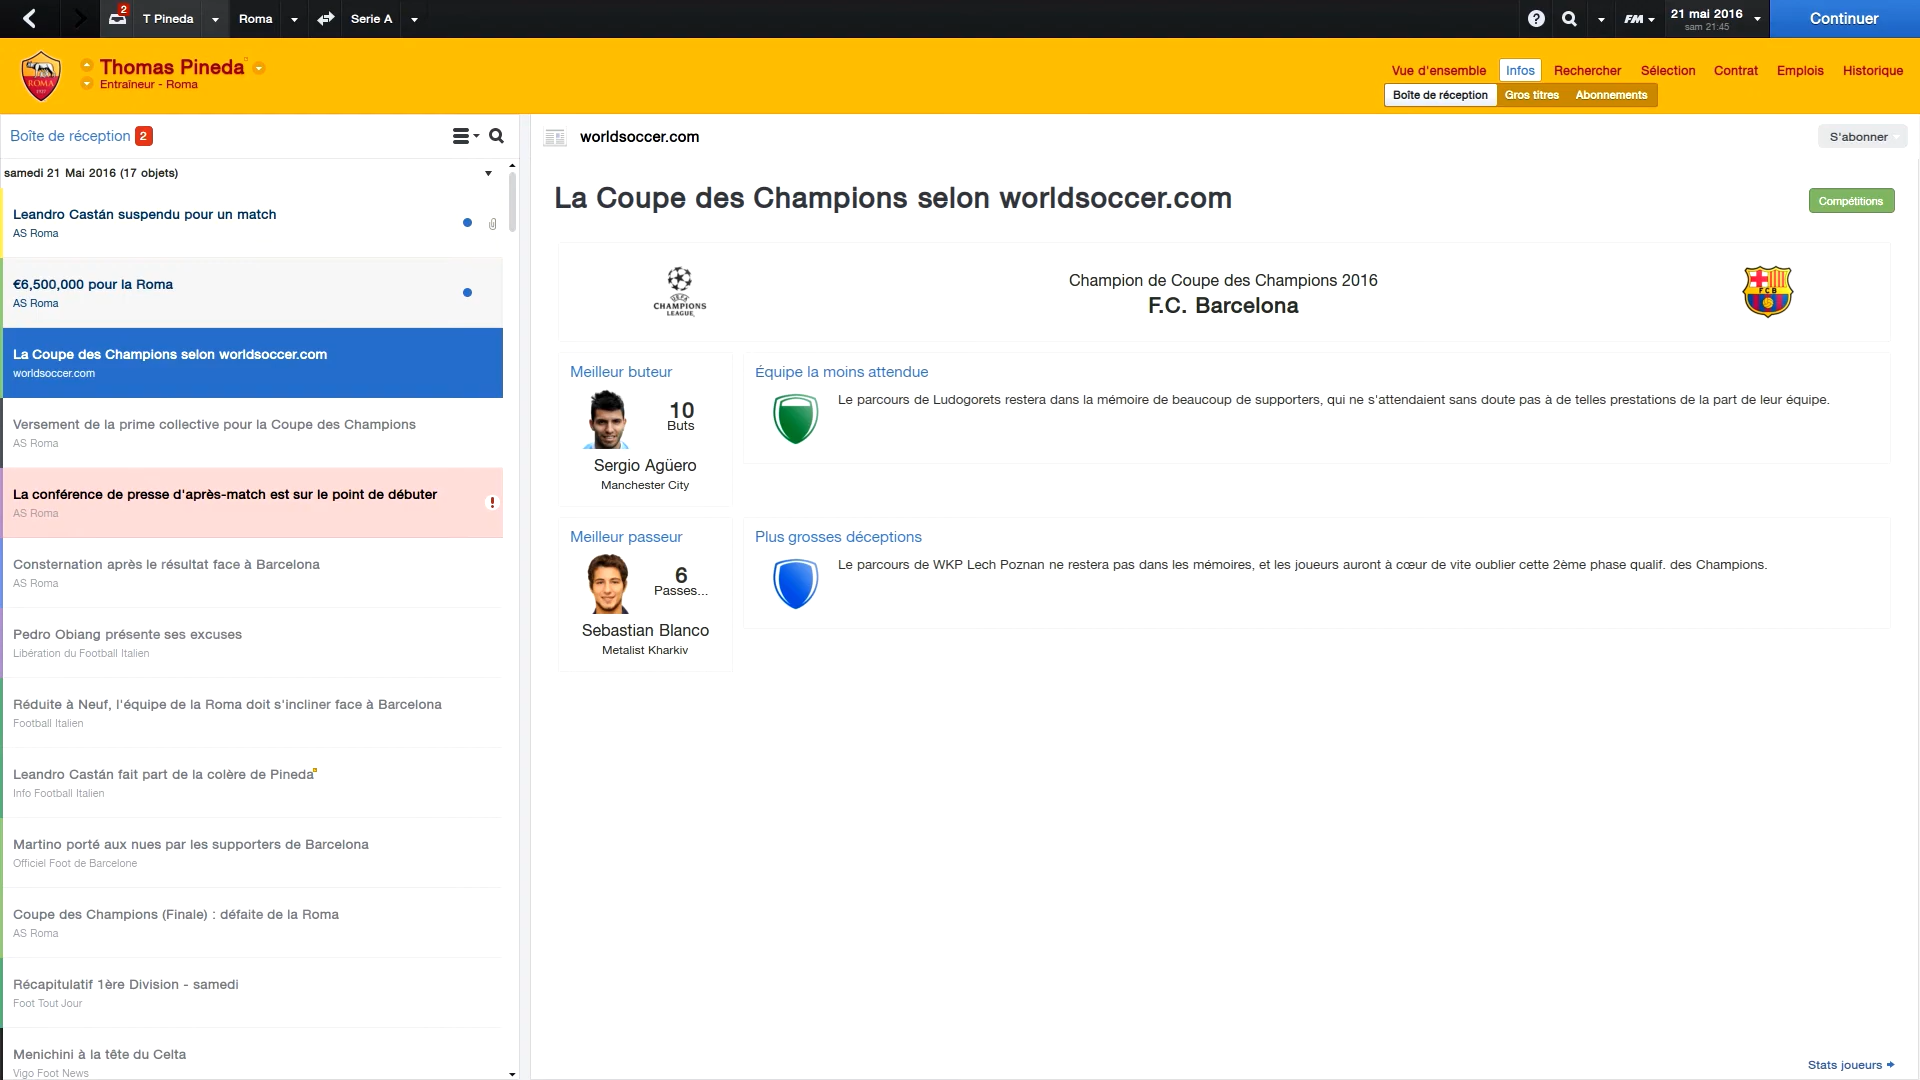 2
T Pineda
Roma
Serie A
?
FM
21 mai 2016
sam 21:45
Continuer
ROMA
1927
Thomas Pineda
Entraîneur - Roma
Vue d'ensemble
Infos
Rechercher
Sélection
Contrat
Emplois
Historique
Boîte de réception
Gros titres
Abonnements
Boîte de réception 2
samedi 21 Mai 2016 (17 objets)
Leandro Castán suspendu pour un match
AS Roma
€6,500,000 pour la Roma
AS Roma
La Coupe des Champions selon worldsoccer.com
worldsoccer.com
Versement de la prime collective pour la Coupe des Champions
AS Roma
La conférence de presse d'après-match est sur le point de débuter
!
AS Roma
Consternation après le résultat face à Barcelona
AS Roma
Pedro Obiang présente ses excuses
Libération du Football Italien
Réduite à Neuf, l'équipe de la Roma doit s'incliner face à Barcelona
Football Italien
Leandro Castán fait part de la colère de Pineda
Info Football Italien
Martino porté aux nues par les supporters de Barcelona
Officiel Foot de Barcelone
Coupe des Champions (Finale) : défaite de la Roma
AS Roma
Récapitulatif 1ère Division - samedi
Foot Tout Jour
Menichini à la tête du Celta
Vigo Foot News
worldsoccer.com
S'abonner
La Coupe des Champions selon worldsoccer.com
Compétitions
UEFA
CHAMPIONS
LEAGUE
Champion de Coupe des Champions 2016
F.C. Barcelona
FCB
Meilleur buteur
10
Buts
Sergio Agüero
Manchester City
Équipe la moins attendue
Le parcours de Ludogorets restera dans la mémoire de beaucoup de supporters, qui ne s'attendaient sans doute pas à de telles prestations de la part de leur équipe.
Meilleur passeur
6
Passes...
Sebastian Blanco
Metalist Kharkiv
Plus grosses déceptions
Le parcours de WKP Lech Poznan ne restera pas dans les mémoires, et les joueurs auront à cœur de vite oublier cette 2ème phase qualif. des Champions.
Stats joueurs